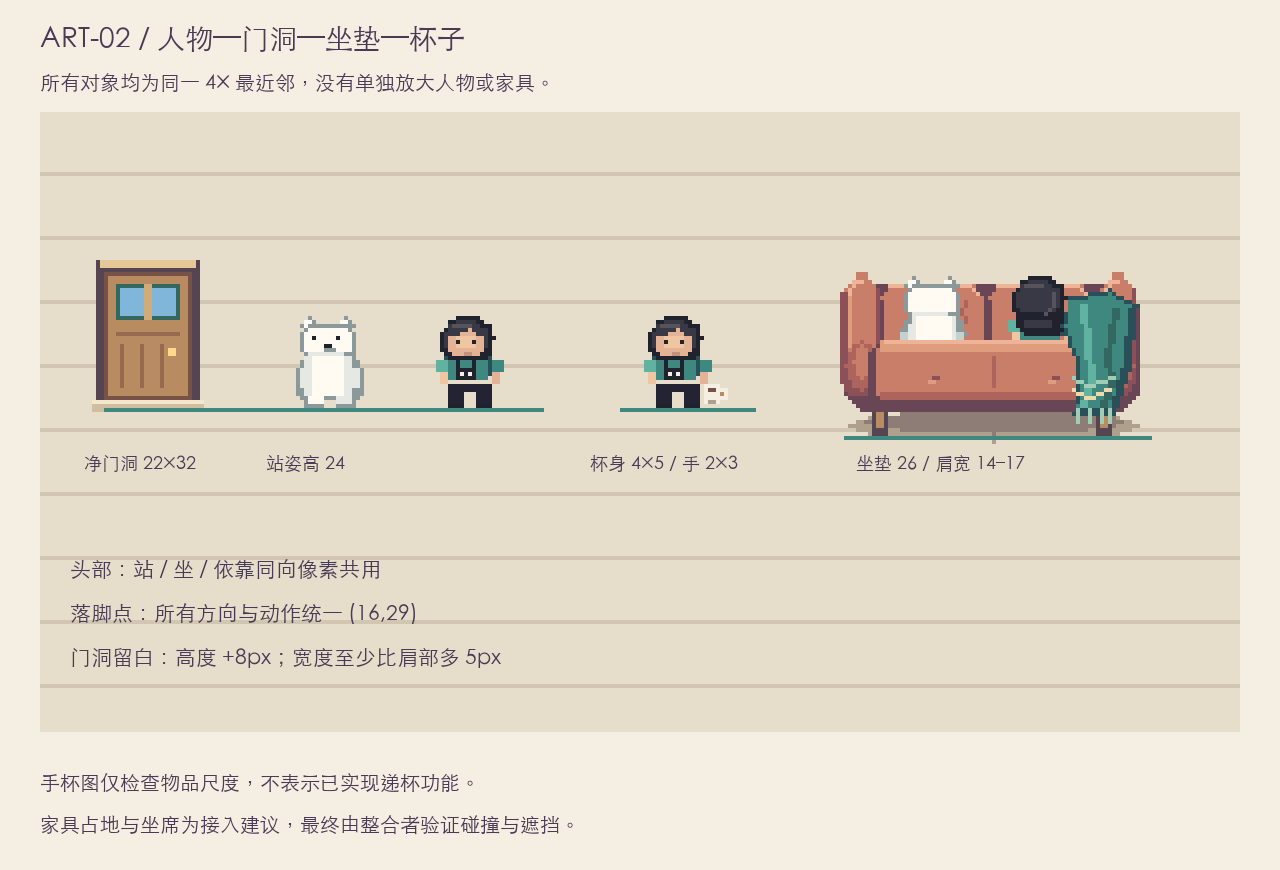 ART-02 / 人物—门洞—坐垫—杯子
所有对象均为同一 4× 最近邻，没有单独放大人物或家具。
净门洞 22×32
站姿高 24
杯身 4×5 / 手 2×3
坐垫 26 / 肩宽 14–17
头部：站 / 坐 / 依靠同向像素共用
落脚点：所有方向与动作统一 (16,29)
门洞留白：高度 +8px；宽度至少比肩部多 5px
手杯图仅检查物品尺度，不表示已实现递杯功能。
家具占地与坐席为接入建议，最终由整合者验证碰撞与遮挡。